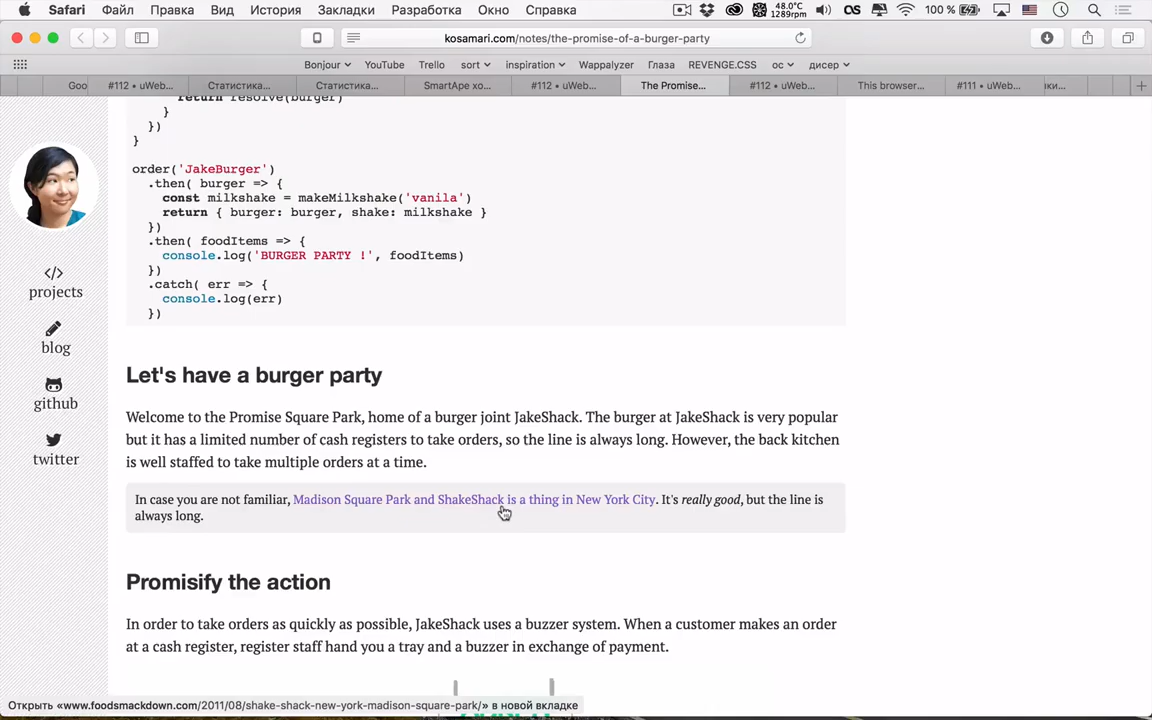 Safari Файл Правка Вид История Закладки Разработка Окно Справка 48.0°C 1289rpm 100 %
kosamari.com/notes/the-promise-of-a-burger-party
Bonjour YouTube Trello sort inspiration Wappalyzer Глаза REVENGE.CSS ос дисер
Goo #112 • uWeb... Статистика... Статистика... SmartApe хо... #112 • uWeb... The Promise... #112 • uWeb... This browser... #111 • uWeb... ки...
return resolve(burger)
}
})
}
order('JakeBurger')
.then( burger => {
const milkshake = makeMilkshake('vanila')
return { burger: burger, shake: milkshake }
})
.then( foodItems => {
console.log('BURGER PARTY !', foodItems)
})
.catch( err => {
console.log(err)
})
projects
blog
github
twitter
Let's have a burger party
Welcome to the Promise Square Park, home of a burger joint JakeShack. The burger at JakeShack is very popular
but it has a limited number of cash registers to take orders, so the line is always long. However, the back kitchen
is well staffed to take multiple orders at a time.
In case you are not familiar, Madison Square Park and ShakeShack is a thing in New York City. It's really good, but the line is
always long.
Promisify the action
In order to take orders as quickly as possible, JakeShack uses a buzzer system. When a customer makes an order
at a cash register, register staff hand you a tray and a buzzer in exchange of payment.
Открыть «www.foodsmackdown.com/2011/08/shake-shack-new-york-madison-square-park/» в новой вкладке